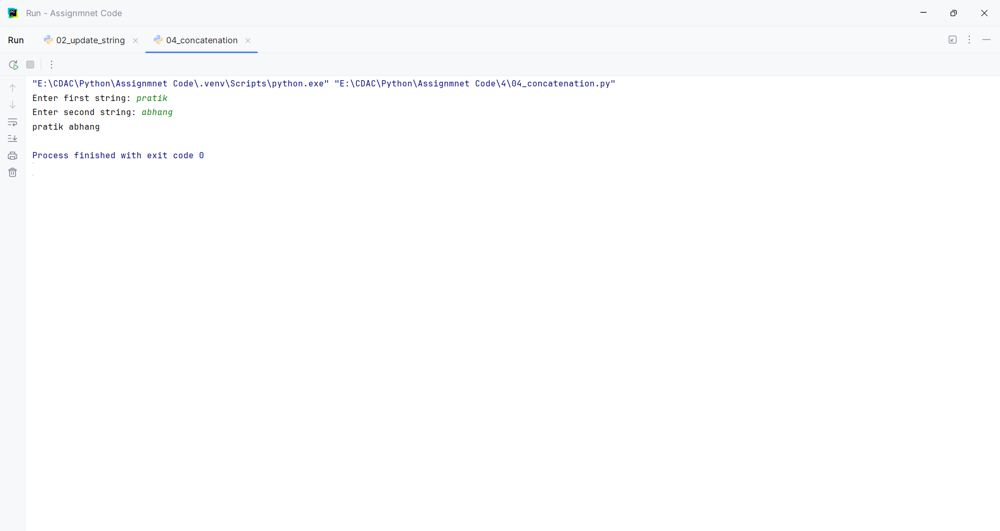 Run - Assignmnet Code
Run 02_update_string 04_concatenation
"E:\CDAC\Python\Assignmnet Code\.venv\Scripts\python.exe" "E:\CDAC\Python\Assignmnet Code\4\04_concatenation.py"
Enter first string: pratik
Enter second string: abhang
pratik abhang
Process finished with exit code 0